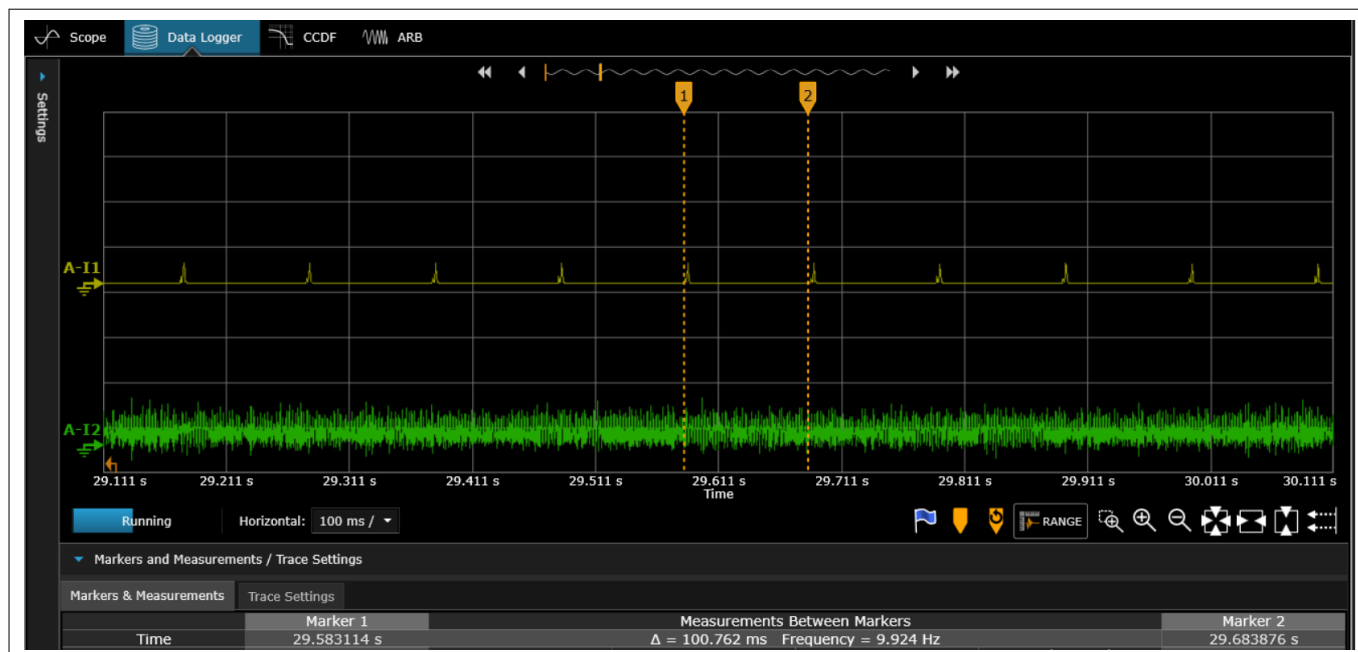 Scope Data Logger CCDF ARB
Settings
1 2
A-I1
A-I2
29.111 s 29.211 s 29.311 s 29.411 s 29.511 s 29.611 s 29.711 s 29.811 s 29.911 s 30.011 s 30.111 s
Time
Running Horizontal: 100 ms / RANGE
Markers and Measurements / Trace Settings
Markers & Measurements Trace Settings
Marker 1 Measurements Between Markers Marker 2
Time 29.583114 s Δ = 100.762 ms Frequency = 9.924 Hz 29.683876 s